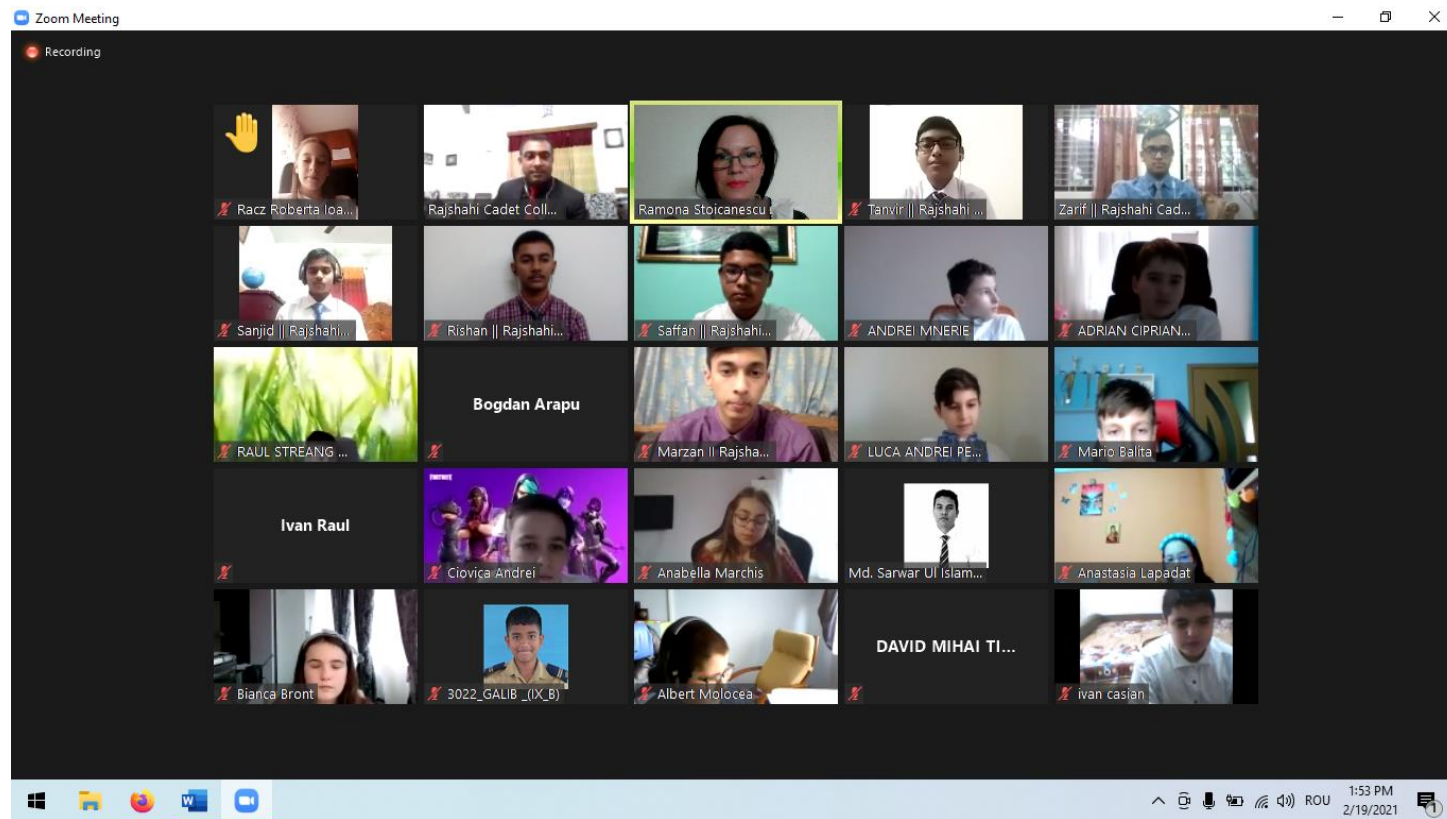 Zoom Meeting
Recording
Racz Roberta Ioa...
Rajshahi Cadet Coll...
Ramona Stoicanescu
Tanvir || Rajshahi ...
Zarif || Rajshahi Cad...
Sanjid || Rajshahi...
Rishan || Rajshahi...
Saffan || Rajshahi...
ANDREI MNERIE
ADRIAN CIPRIAN...
RAUL STREANG ...
Bogdan Arapu
Marzan II Rajsha...
LUCA ANDREI PE...
Mario Balita
Ivan Raul
FORTNITE
Ciovica Andrei
Anabella Marchis
Md. Sarwar Ul Islam...
Anastasia Lapadat
Bianca Bront
3022_GALIB _(IX_B)
Albert Molocea
DAVID MIHAI TI...
ivan casian
W
ROU
1:53 PM
2/19/2021
1